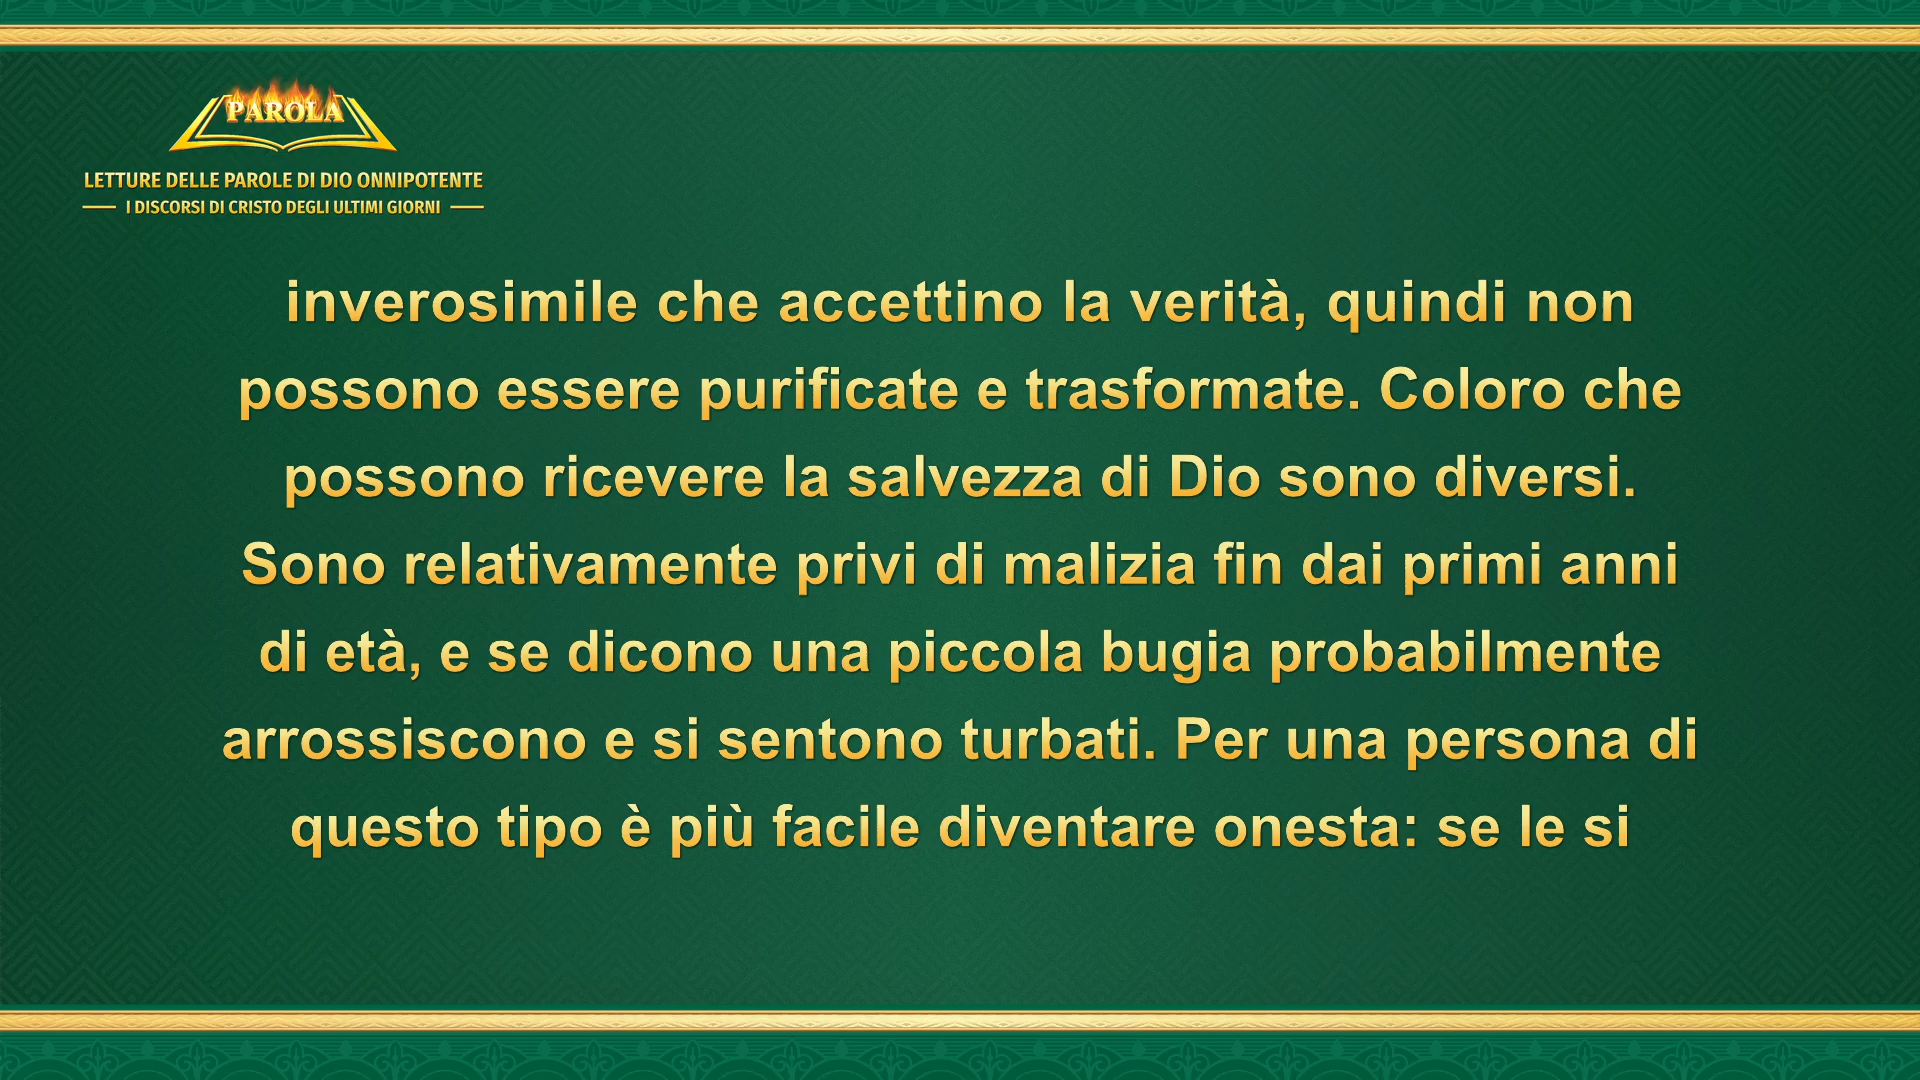 PAROLA
LETTURE DELLE PAROLE DI DIO ONNIPOTENTE
I DISCORSI DI CRISTO DEGLI ULTIMI GIORNI
inverosimile che accettino la verità, quindi non
possono essere purificate e trasformate. Coloro che
possono ricevere la salvezza di Dio sono diversi.
Sono relativamente privi di malizia fin dai primi anni
di età, e se dicono una piccola bugia probabilmente
arrossiscono e si sentono turbati. Per una persona di
questo tipo è più facile diventare onesta: se le si